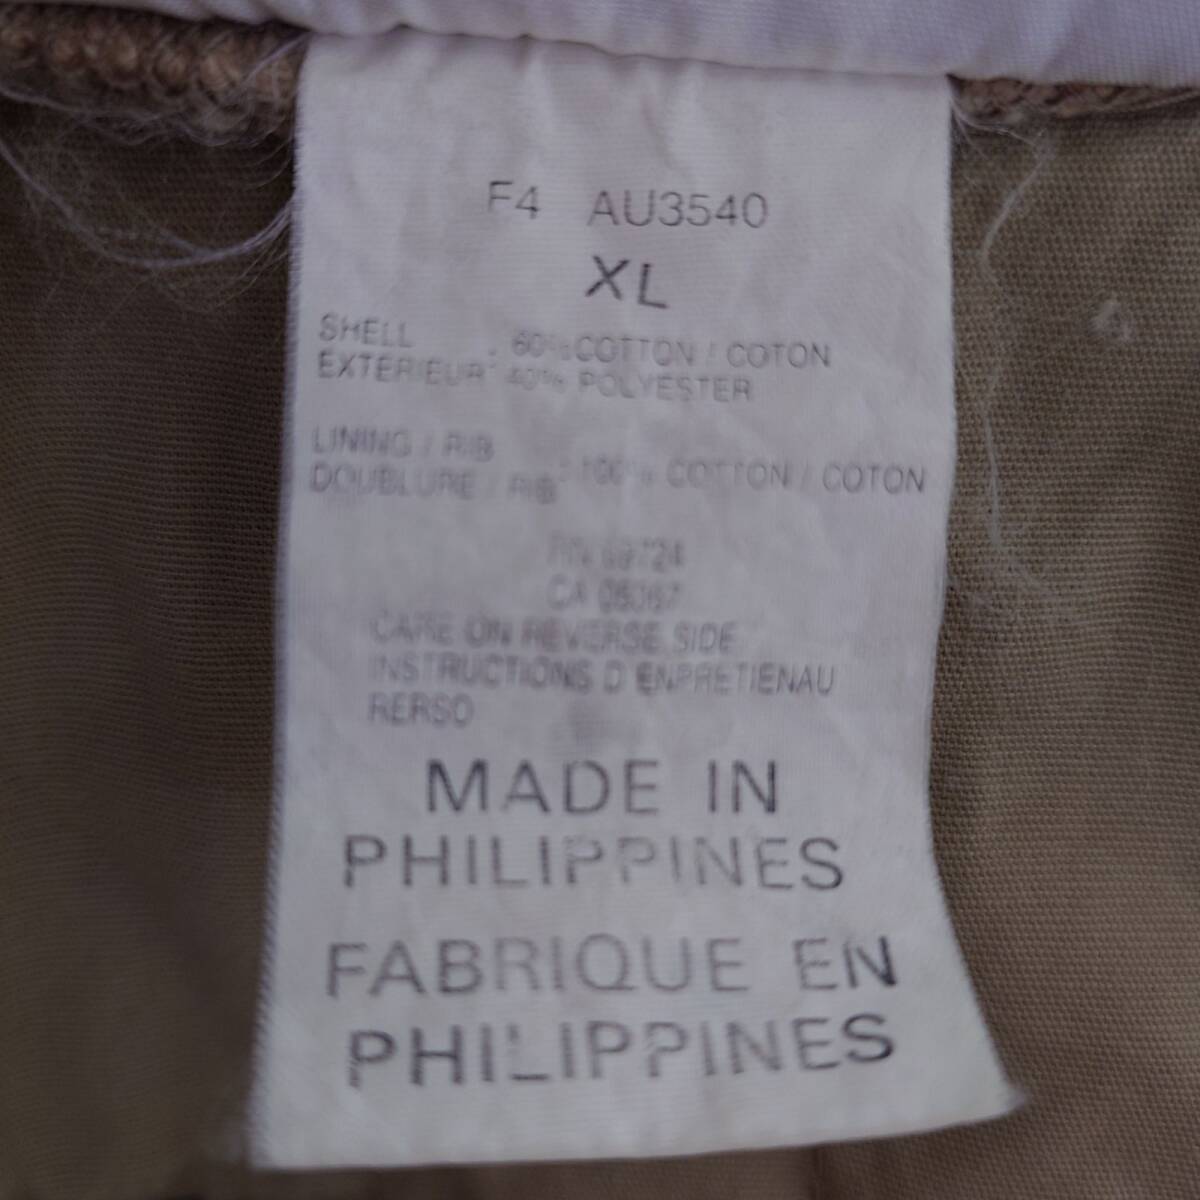 F4 AU3540
XL
SHELL
EXTERIEUR : 60% COTTON / COTON
40% POLYESTER
LINING / RIB
DOUBLURE / RIB : 100% COTTON / COTON
CA 05367
CARE ON REVERSE SIDE
INSTRUCTIONS D ENPRETIENAU
RERSO
MADE IN
PHILIPPINES
FABRIQUE EN
PHILIPPINES